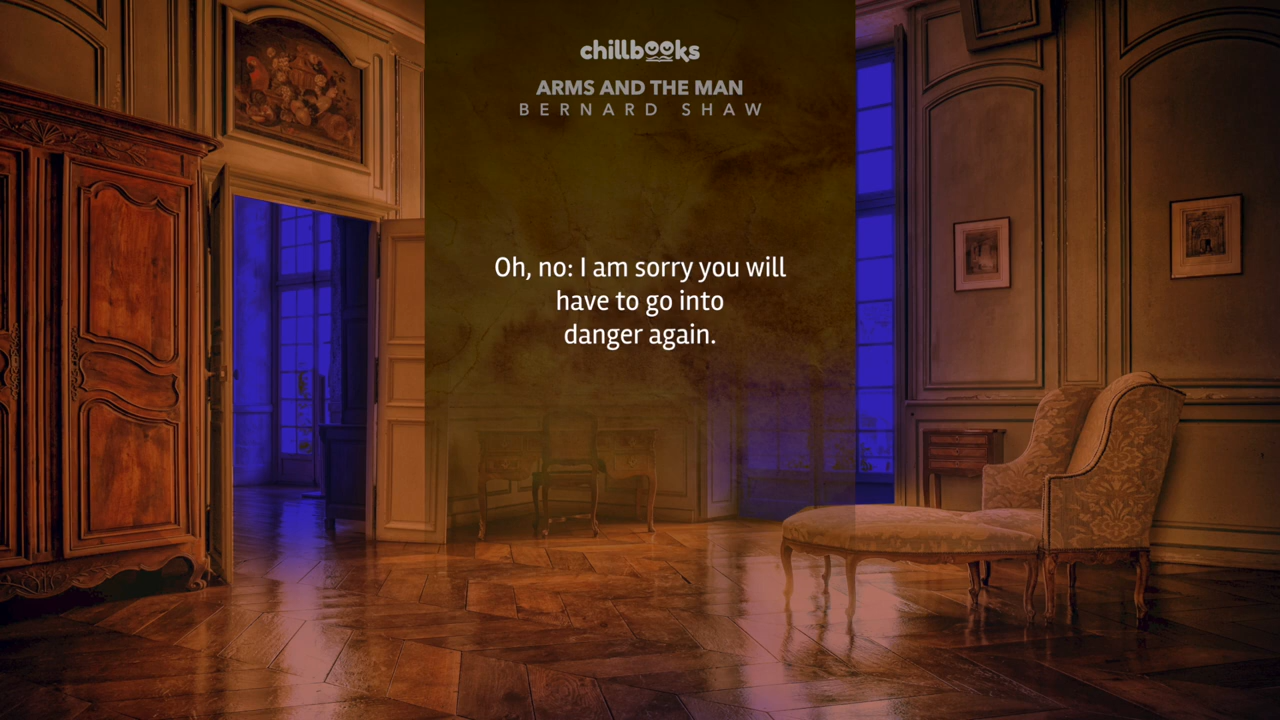 chillbooks
ARMS AND THE MAN
BERNARD SHAW
Oh, no: I am sorry you will
have to go into
danger again.